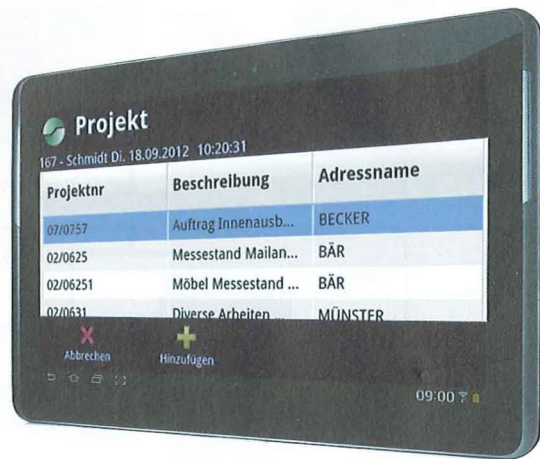 Projekt
167 - Schmidt Di. 18.09.2012 10:20:31
Projektnr Beschreibung Adressname
07/0757 Auftrag Innenausb... BECKER
02/0625 Messestand Mailan... BÄR
02/06251 Möbel Messestand ... BÄR
02/0631 Diverse Arbeiten ... MÜNSTER
Abbrechen Hinzufügen
09:00